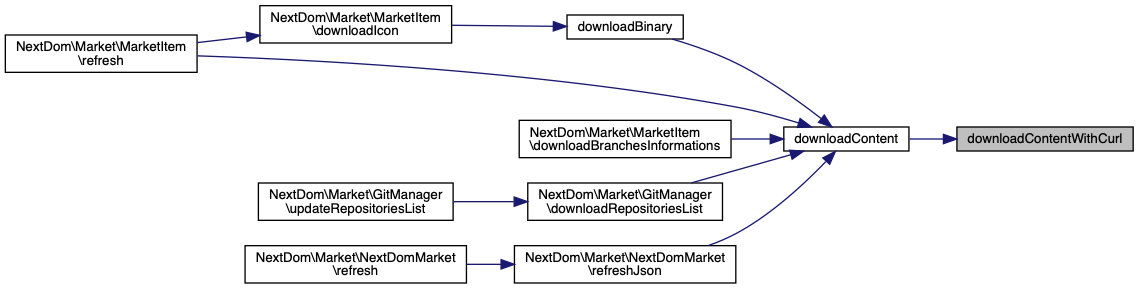 NextDom\Market\MarketItem
\downloadIcon
downloadBinary
NextDom\Market\MarketItem
\refresh
NextDom\Market\MarketItem
\downloadBranchesInformations
downloadContent
downloadContentWithCurl
NextDom\Market\GitManager
\updateRepositoriesList
NextDom\Market\GitManager
\downloadRepositoriesList
NextDom\Market\NextDomMarket
\refresh
NextDom\Market\NextDomMarket
\refreshJson